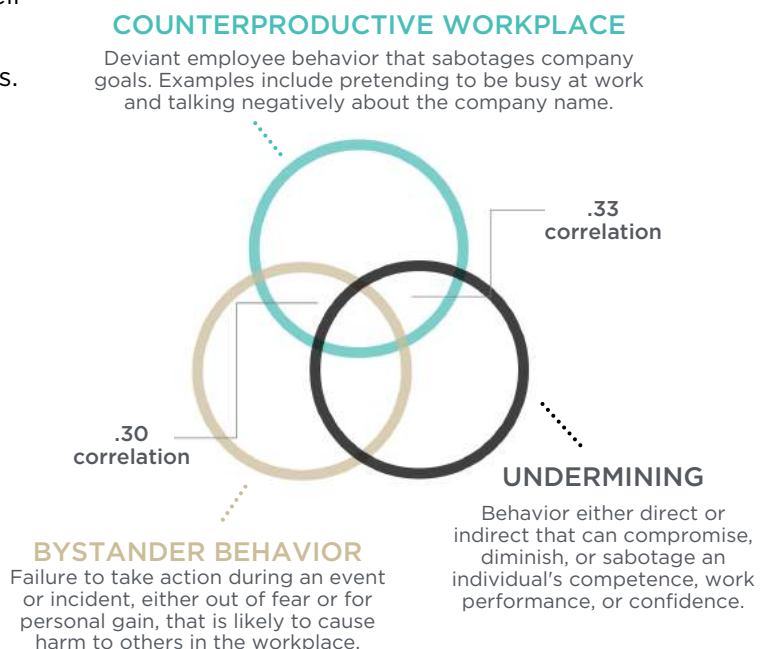 COUNTERPRODUCTIVE WORKPLACE
Deviant employee behavior that sabotages company
goals. Examples include pretending to be busy at work
and talking negatively about the company name.
s.
.33
correlation
.30
correlation
UNDERMINING
Behavior either direct or
indirect that can compromise,
diminish, or sabotage an
individual's competence, work
performance, or confidence.
BYSTANDER BEHAVIOR
Failure to take action during an event
or incident, either out of fear or for
personal gain, that is likely to cause
harm to others in the workplace.